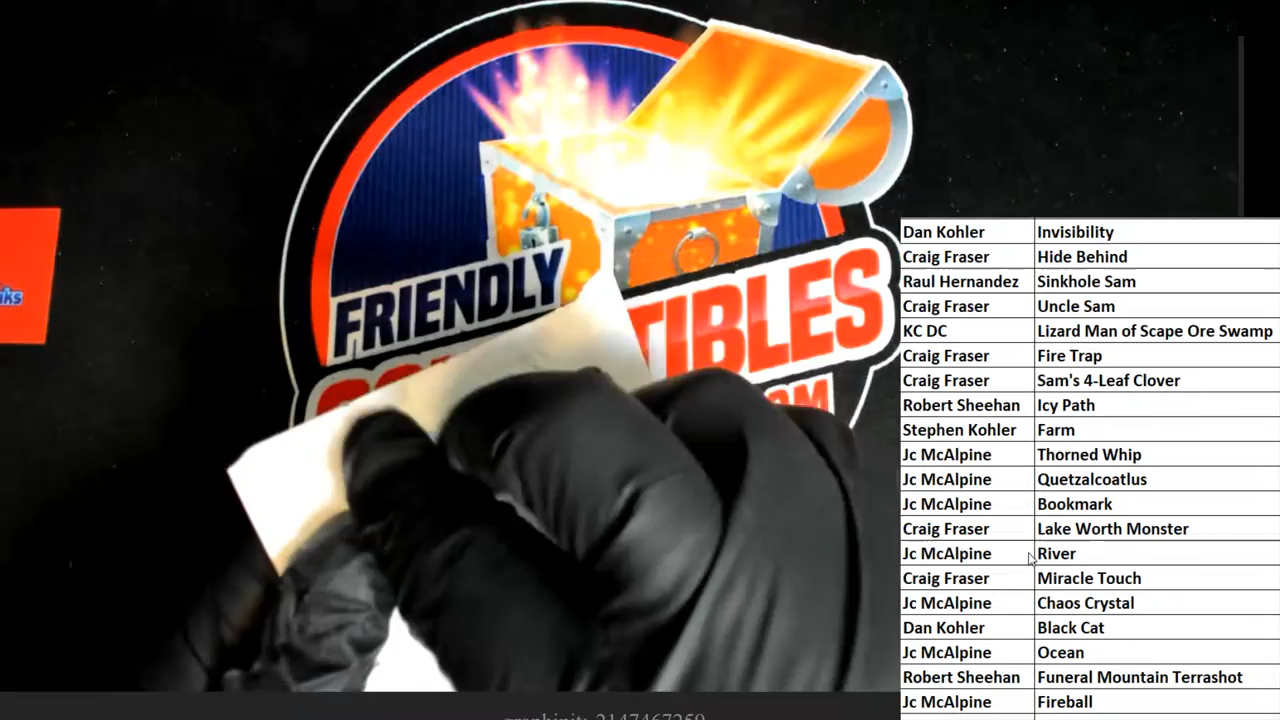 FRIENDLY
TIBLES
Dan Kohler Invisibility
Craig Fraser Hide Behind
Raul Hernandez Sinkhole Sam
Craig Fraser Uncle Sam
KC DC Lizard Man of Scape Ore Swamp
Craig Fraser Fire Trap
Craig Fraser Sam's 4-Leaf Clover
Robert Sheehan Icy Path
Stephen Kohler Farm
Jc McAlpine Thorned Whip
Jc McAlpine Quetzalcoatlus
Jc McAlpine Bookmark
Craig Fraser Lake Worth Monster
Jc McAlpine River
Craig Fraser Miracle Touch
Jc McAlpine Chaos Crystal
Dan Kohler Black Cat
Jc McAlpine Ocean
Robert Sheehan Funeral Mountain Terrashot
Jc McAlpine Fireball